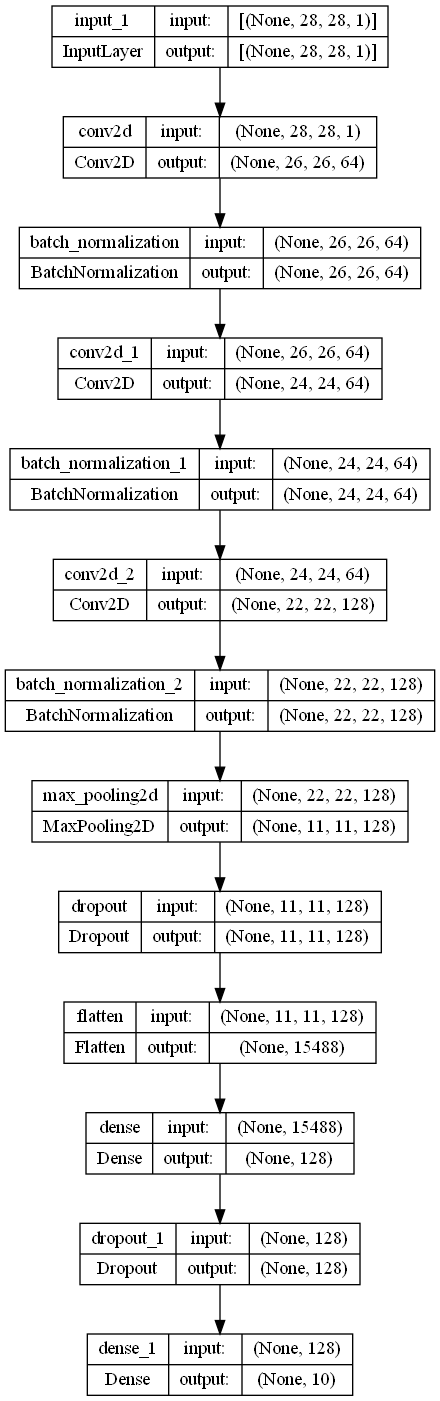 input_1 input: [(None, 28, 28, 1)]
InputLayer output: [(None, 28, 28, 1)]
conv2d input: (None, 28, 28, 1)
Conv2D output: (None, 26, 26, 64)
batch_normalization input: (None, 26, 26, 64)
BatchNormalization output: (None, 26, 26, 64)
conv2d_1 input: (None, 26, 26, 64)
Conv2D output: (None, 24, 24, 64)
batch_normalization_1 input: (None, 24, 24, 64)
BatchNormalization output: (None, 24, 24, 64)
conv2d_2 input: (None, 24, 24, 64)
Conv2D output: (None, 22, 22, 128)
batch_normalization_2 input: (None, 22, 22, 128)
BatchNormalization output: (None, 22, 22, 128)
max_pooling2d input: (None, 22, 22, 128)
MaxPooling2D output: (None, 11, 11, 128)
dropout input: (None, 11, 11, 128)
Dropout output: (None, 11, 11, 128)
flatten input: (None, 11, 11, 128)
Flatten output: (None, 15488)
dense input: (None, 15488)
Dense output: (None, 128)
dropout_1 input: (None, 128)
Dropout output: (None, 128)
dense_1 input: (None, 128)
Dense output: (None, 10)